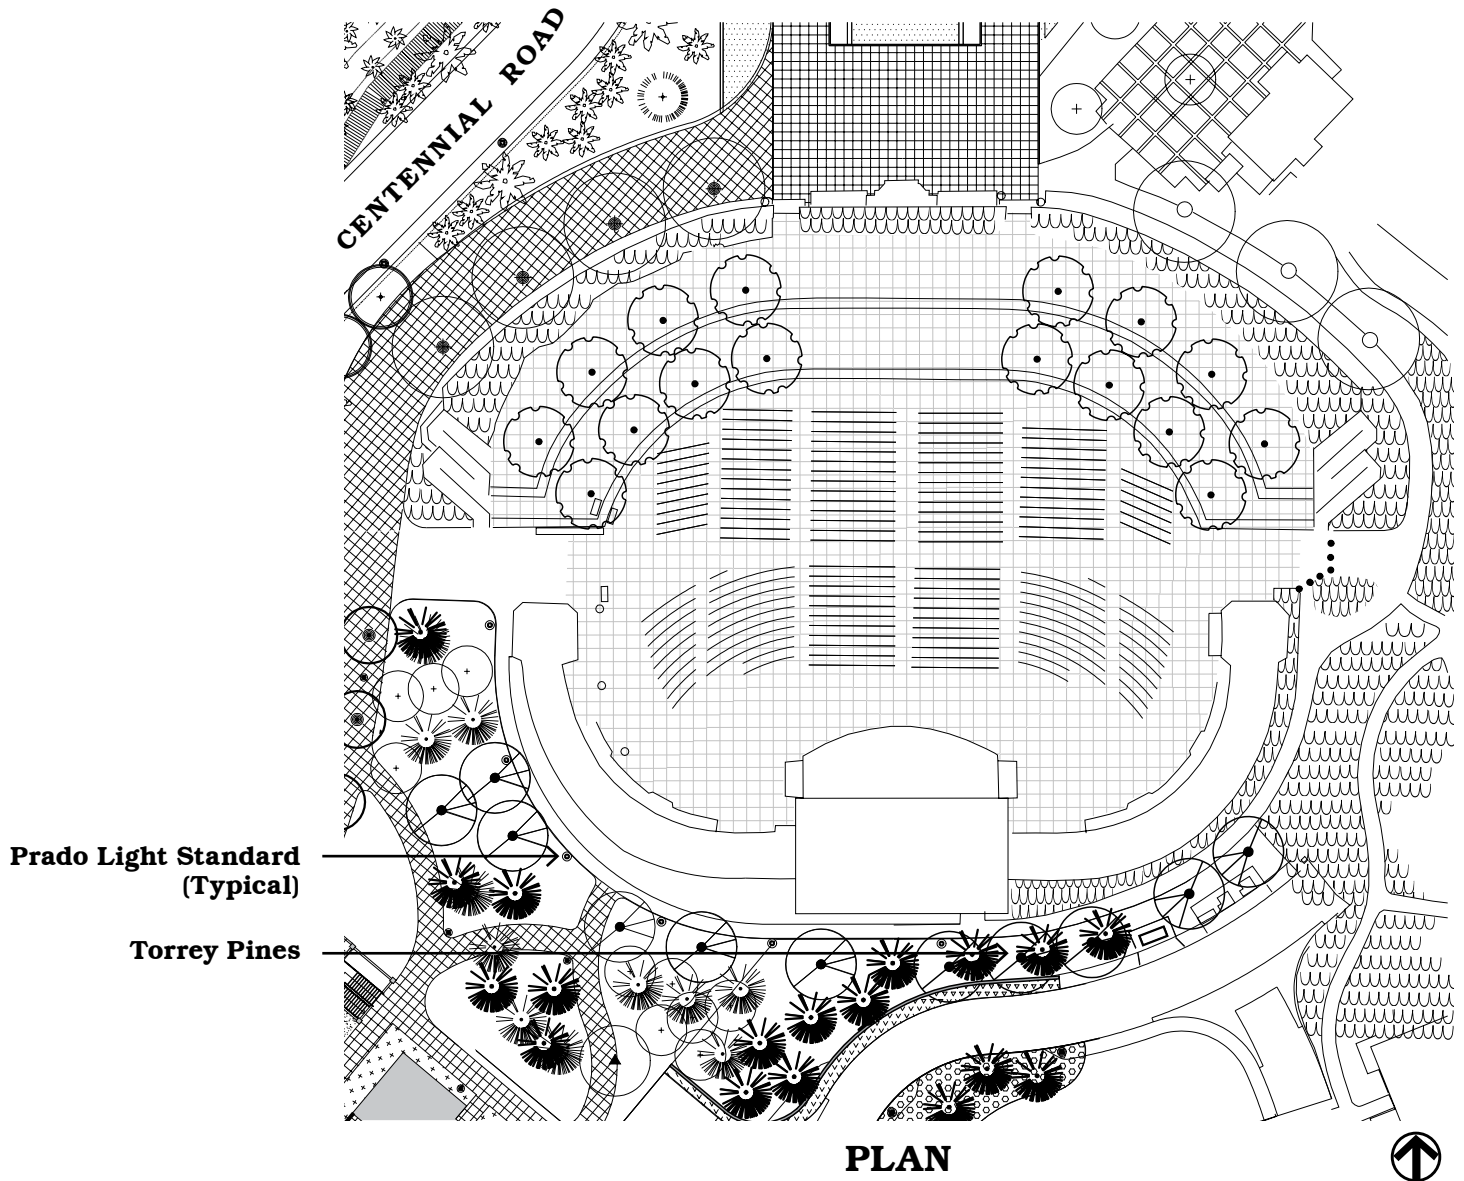 CENTENNIAL ROAD
Prado Light Standard
(Typical)
Torrey Pines
PLAN